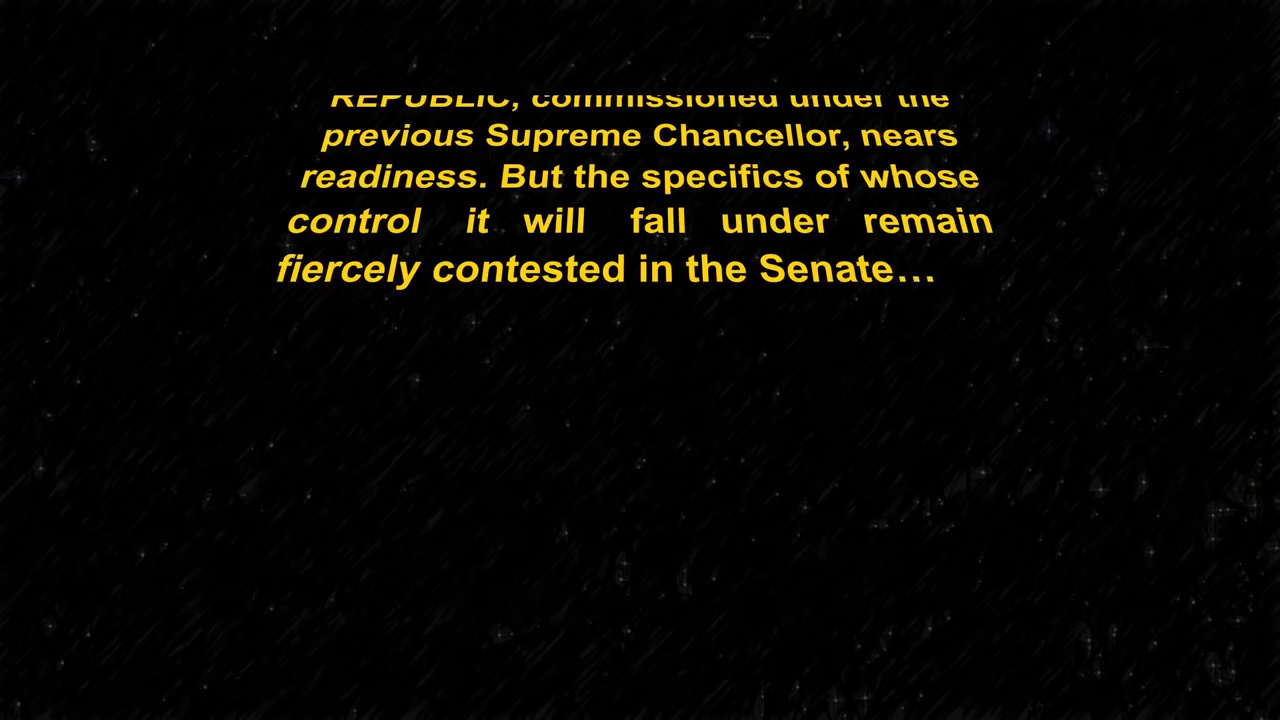 REPUBLIC, commissioned under the
previous Supreme Chancellor, nears
readiness. But the specifics of whose
control it will fall under remain
fiercely contested in the Senate…